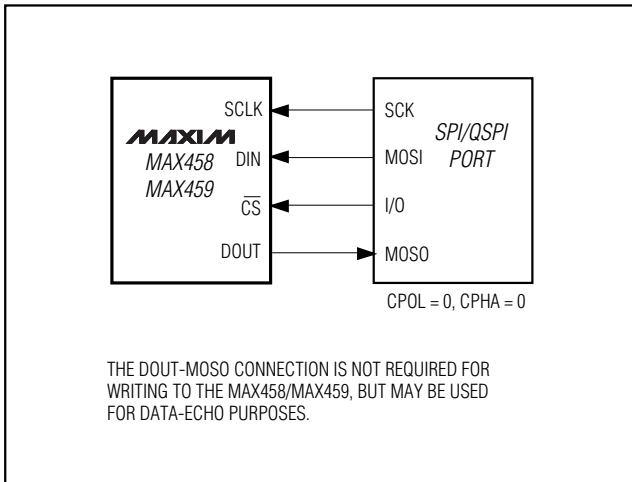 SCLK SCK
MAXIM SPI/QSPI
MAX458 DIN MOSI PORT
MAX459
C̅S̅ I/O
DOUT MOSO
CPOL = 0, CPHA = 0
THE DOUT-MOSO CONNECTION IS NOT REQUIRED FOR
WRITING TO THE MAX458/MAX459, BUT MAY BE USED
FOR DATA-ECHO PURPOSES.